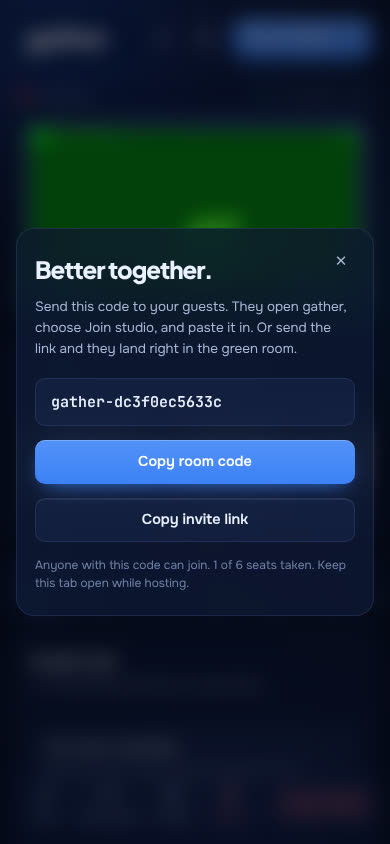 Better together.
Send this code to your guests. They open gather,
choose Join studio, and paste it in. Or send the
link and they land right in the green room.
gather-dc3f0ec5633c
Copy room code
Copy invite link
Anyone with this code can join. 1 of 6 seats taken. Keep
this tab open while hosting.